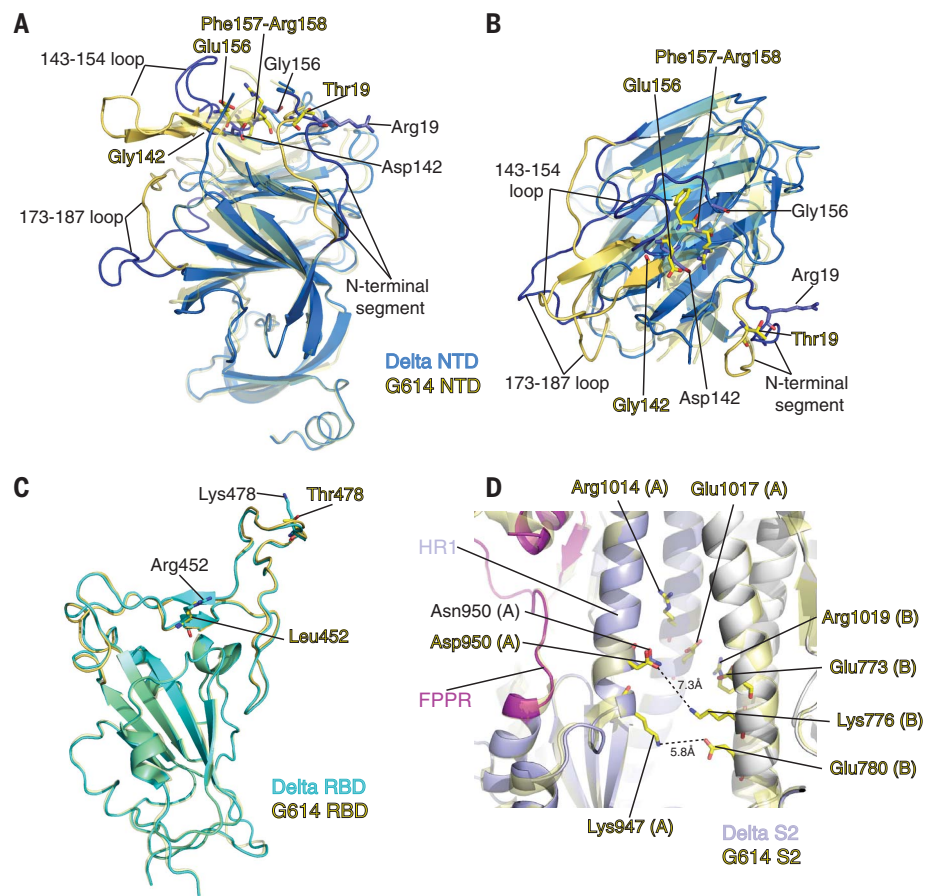 A
Phe157-Arg158
Glu156
143-154 loop
Gly156
Thr19
Arg19
Gly142
Asp142
173-187 loop
N-terminal
segment
Delta NTD
G614 NTD
B
Phe157-Arg158
Glu156
143-154
loop
Gly156
Arg19
Thr19
173-187 loop
Gly142
Asp142
N-terminal
segment
C
Lys478
Thr478
Arg452
Leu452
Delta RBD
G614 RBD
D
Arg1014 (A)
Glu1017 (A)
HR1
Asn950 (A)
Asp950 (A)
Arg1019 (B)
Glu773 (B)
FPPR
7.3Å
Lys776 (B)
5.8Å
Glu780 (B)
Lys947 (A)
Delta S2
G614 S2